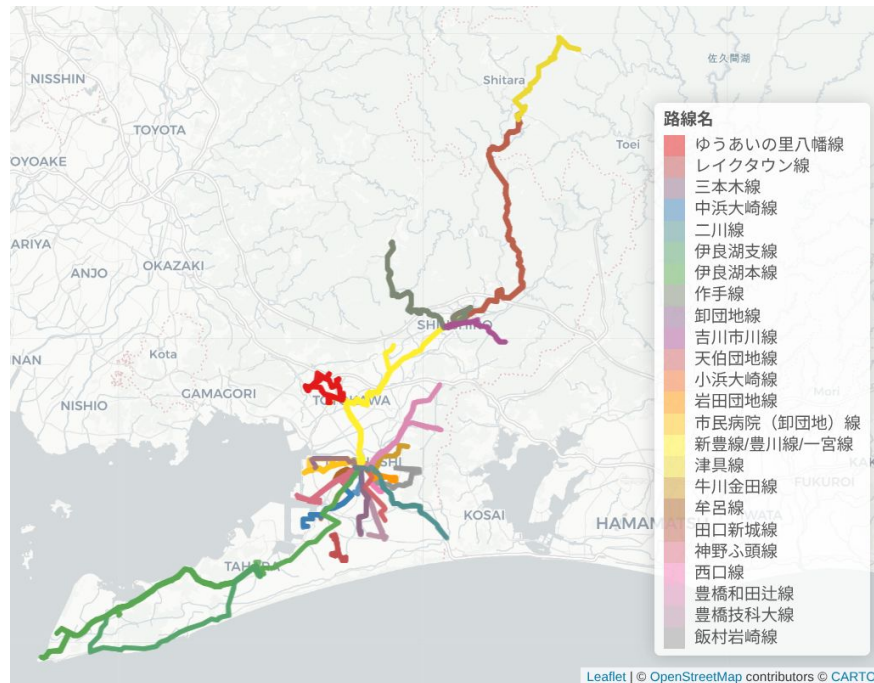 佐久間湖
NISSHIN
Shitara
TOYOTA
OYOAKE
Toei
ARIYA
ANJO
OKAZAKI
Kota
NAN
GAMAGORI
NISHIO
Mori
KAK
FUKUROI
KOSAI
HAMAMATSU
IWATA
路線名
ゆうあいの里八幡線
レイクタウン線
三本木線
中浜大崎線
二川線
伊良湖支線
伊良湖本線
作手線
卸団地線
吉川市川線
天伯団地線
小浜大崎線
岩田団地線
市民病院（卸団地）線
新豊線/豊川線/一宮線
津具線
牛川金田線
牟呂線
田口新城線
神野ふ頭線
西口線
豊橋和田辻線
豊橋技科大線
飯村岩崎線
Leaflet | © OpenStreetMap contributors © CARTO